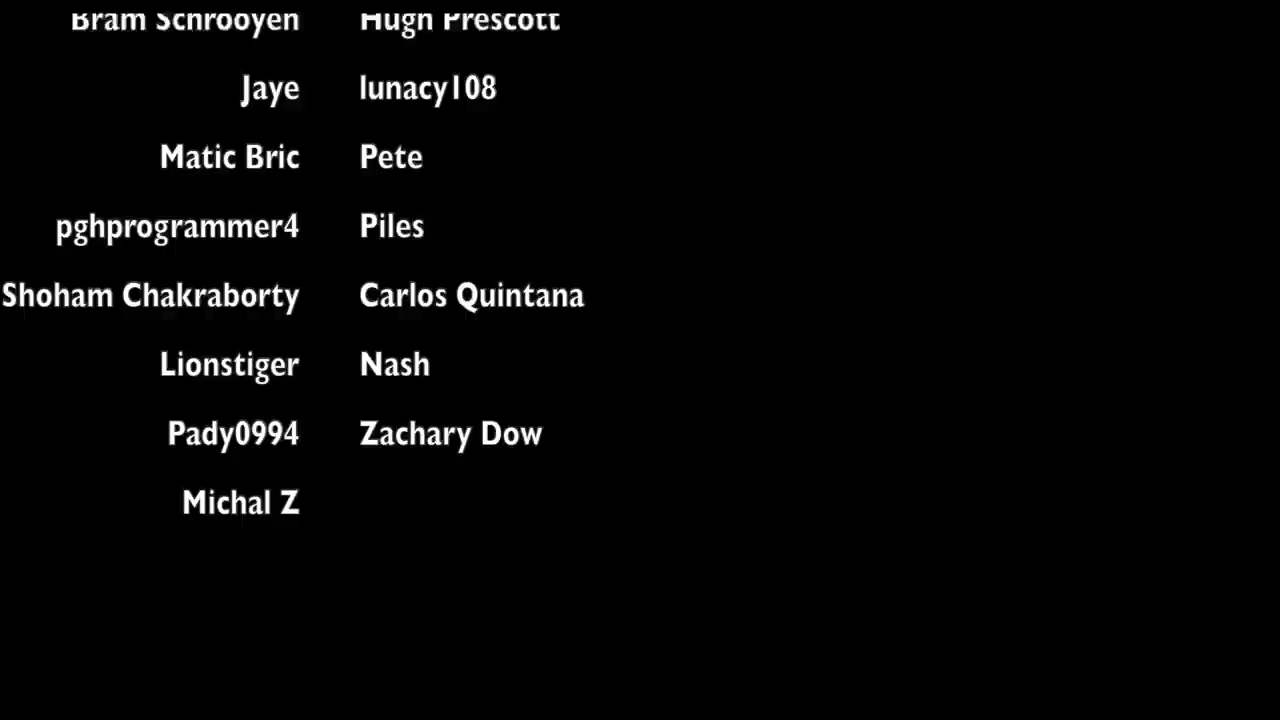 Bram Schrooyen Hugh Prescott
Jaye lunacy108
Matic Bric Pete
pghprogrammer4 Piles
Shoham Chakraborty Carlos Quintana
Lionstiger Nash
Pady0994 Zachary Dow
Michal Z